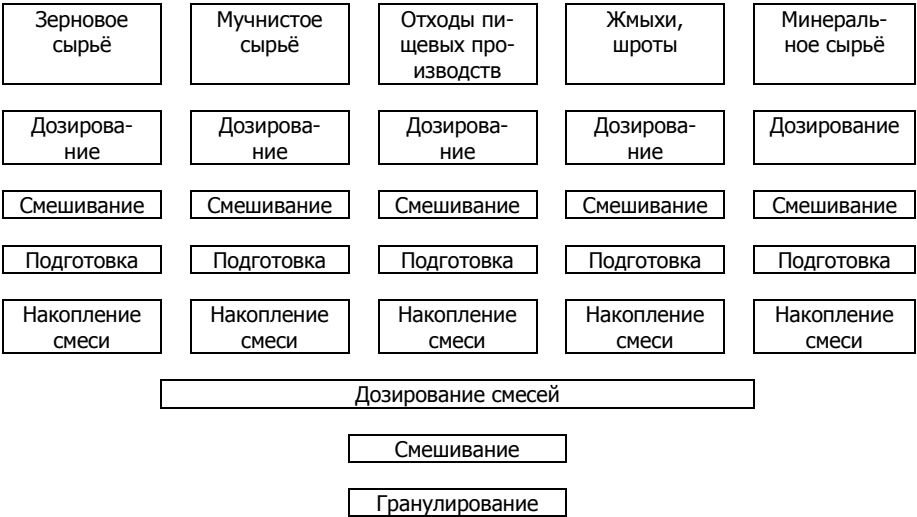 Зерновое
сырьё
Мучнистое
сырьё
Отходы пи-
щевых про-
изводств
Жмыхи,
шроты
Минераль-
ное сырьё
Дозирова-
ние
Дозирова-
ние
Дозирова-
ние
Дозирова-
ние
Дозирование
Смешивание
Смешивание
Смешивание
Смешивание
Смешивание
Подготовка
Подготовка
Подготовка
Подготовка
Подготовка
Накопление
смеси
Накопление
смеси
Накопление
смеси
Накопление
смеси
Накопление
смеси
Дозирование смесей
Смешивание
Гранулирование